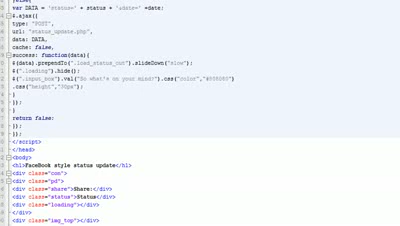 }else{
var DATA = 'status=' + status + '&date=' +date;
$.ajax({
type: "POST",
url: "status_update.php",
data: DATA,
cache: false,
success: function(data){
$(data).prependTo(".load_status_out").slideDown("slow");
$(".loading").hide();
$(".input_box").val("So what's on your mind?").css("color","#808080")
.css("height","30px");
}
});
}
return false;
});
});
</script>
</head>
<body>
<h1>FaceBook style status update</h1>
<div class="com">
<div class="pd">
<div class="share">Share:</div>
<div class="status">Status</div>
<div class="loading"></div>
</div>
<div class="img_top"></div>